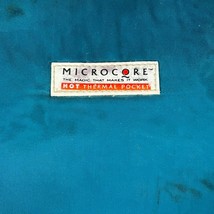 MICROCORE™
THE MAGIC THAT MAKES IT WORK
HOT THERMAL POCKET